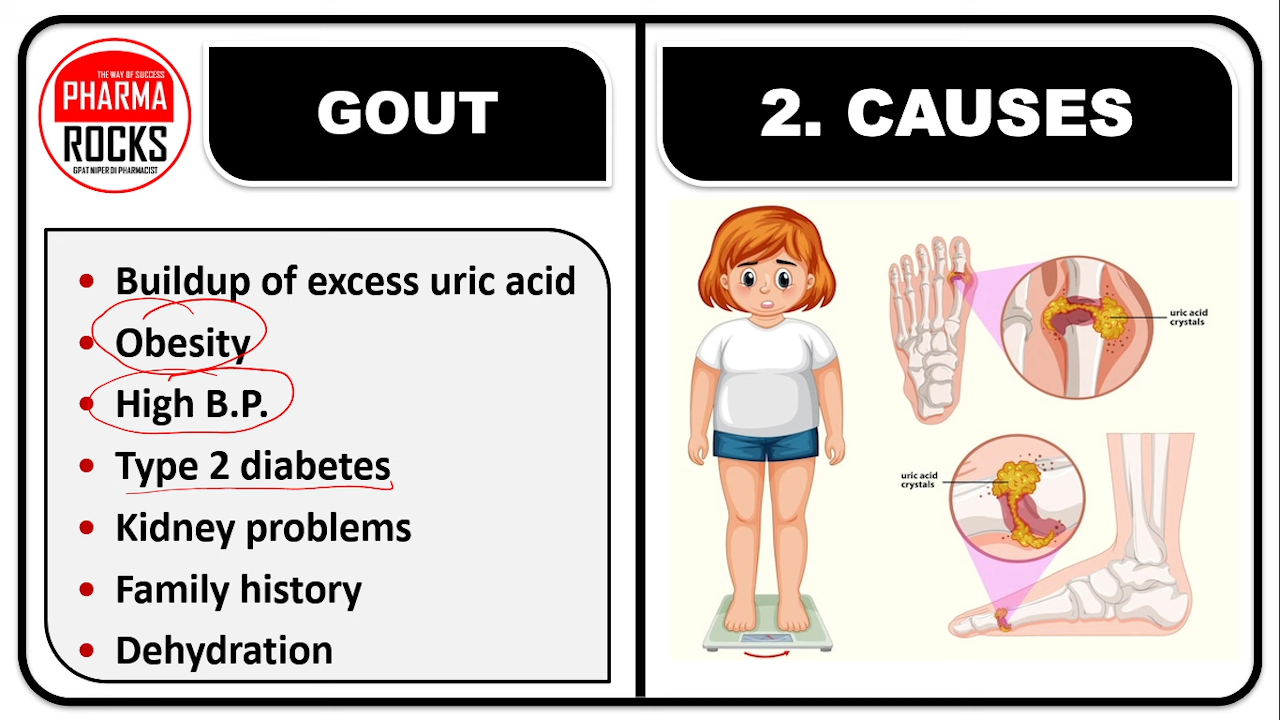 THE WAY OF SUCCESS
PHARMA
ROCKS
GPAT NIPER DI PHARMACIST
GOUT
2. CAUSES
• Buildup of excess uric acid
• Obesity
• High B.P.
• Type 2 diabetes
• Kidney problems
• Family history
• Dehydration
uric acid
crystals
uric acid
crystals